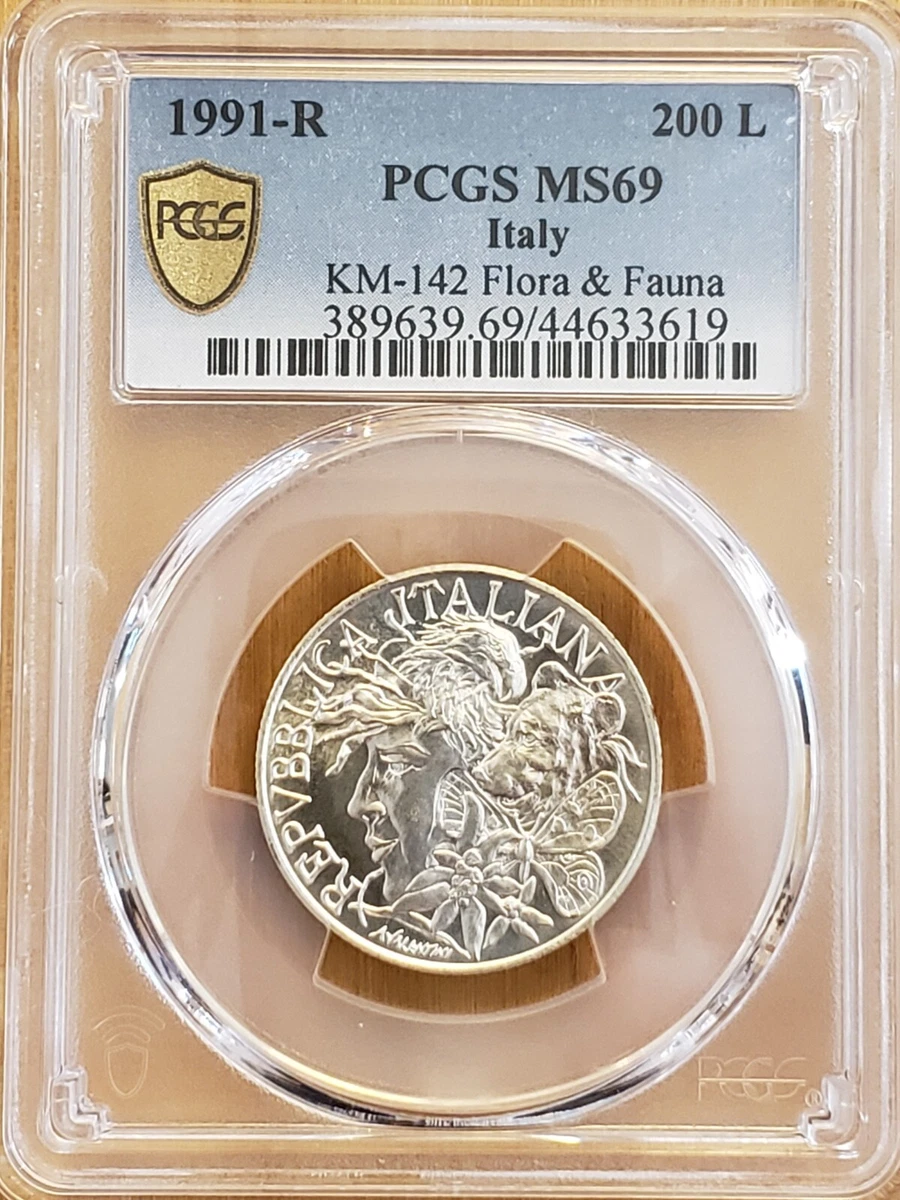 1991-R 200 L
PCGS MS69
PCGS
Italy
KM-142 Flora & Fauna
389639.69/44633619
REPVBBLICA ITALIANA
PCGS